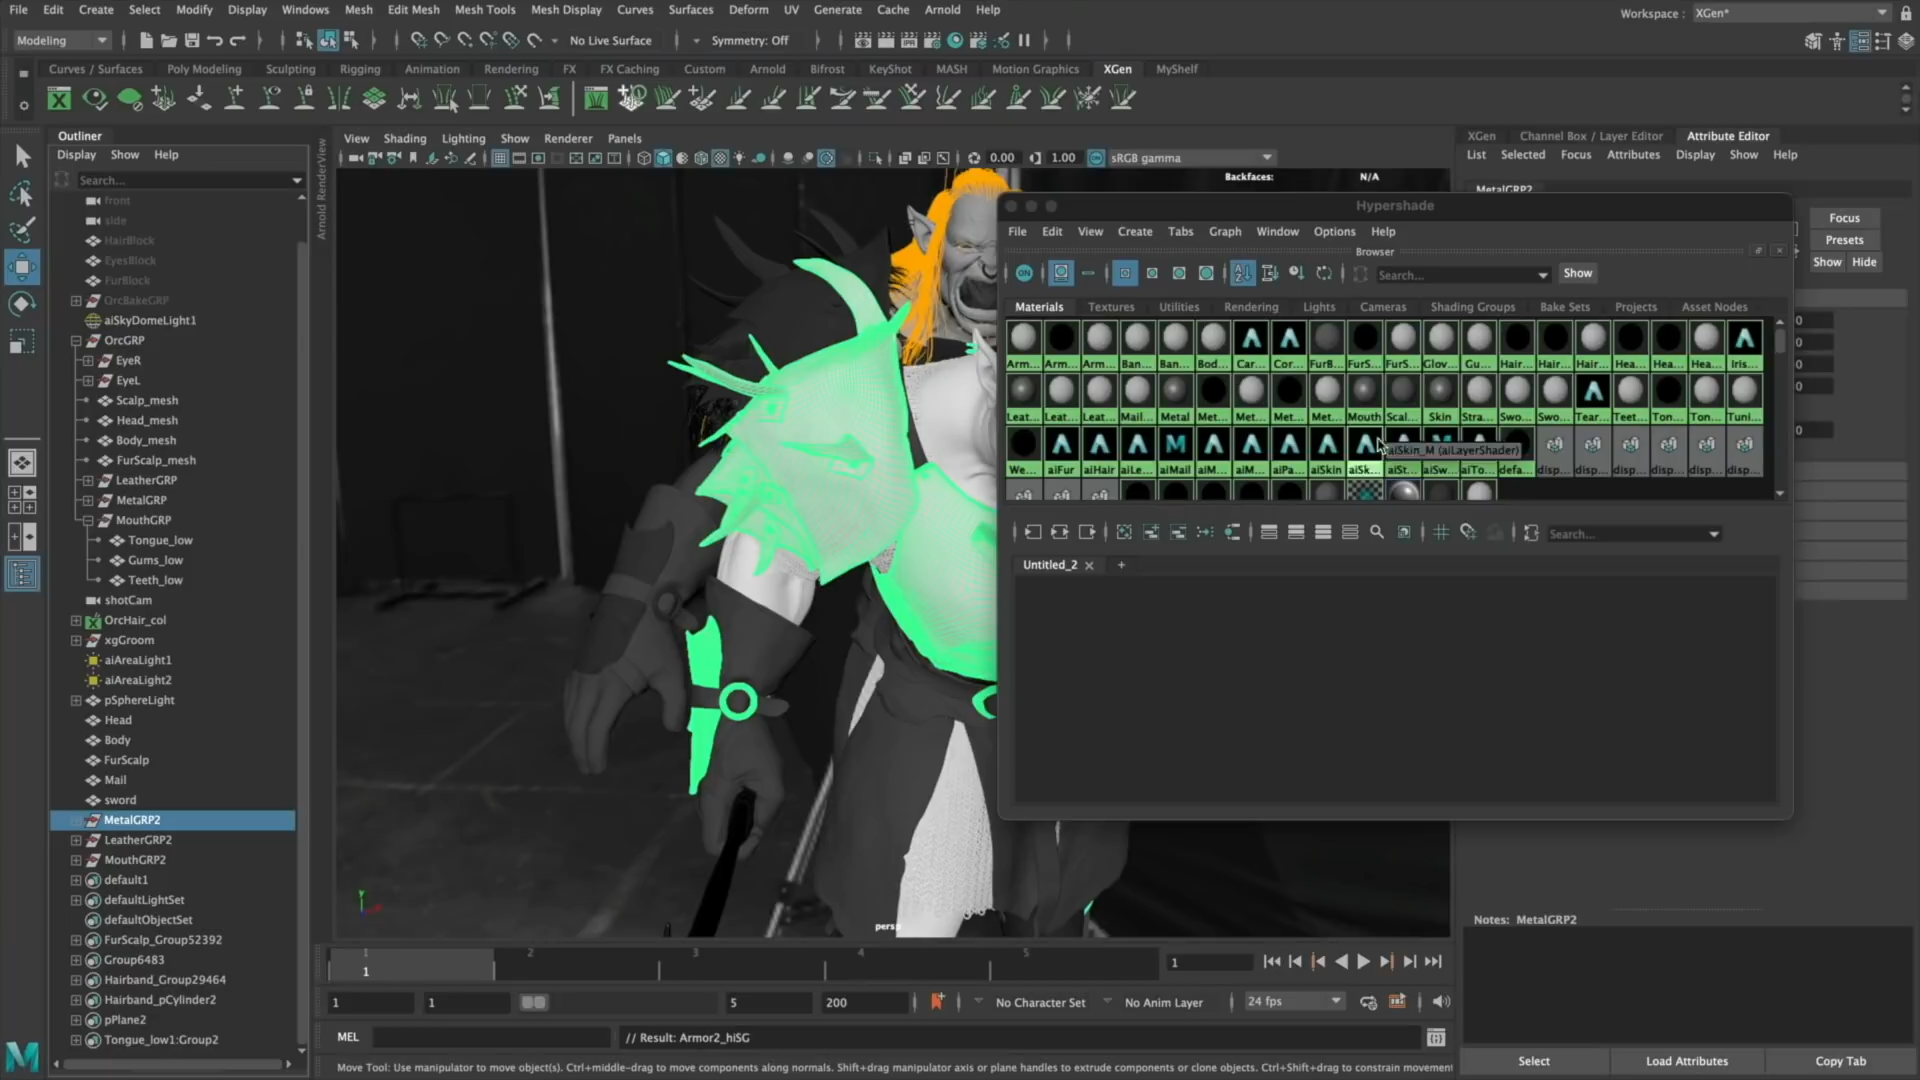 File Edit Create Select Modify Display Windows Mesh Edit Mesh Mesh Tools Mesh Display Curves Surfaces Deform UV Generate Cache Arnold Help
Workspace : XGen*
Modeling
No Live Surface
Symmetry: Off
Curves / Surfaces Poly Modeling Sculpting Rigging Animation Rendering FX FX Caching Custom Arnold Bifrost KeyShot MASH Motion Graphics XGen MyShelf
Outliner
Display Show Help
Search...
front
side
HairBlock
EyesBlock
FurBlock
OrcBakeGRP
aiSkyDomeLight1
OrcGRP
EyeR
EyeL
Scalp_mesh
Head_mesh
Body_mesh
FurScalp_mesh
LeatherGRP
MetalGRP
MouthGRP
Tongue_low
Gums_low
Teeth_low
shotCam
OrcHair_col
xgGroom
aiAreaLight1
aiAreaLight2
pSphereLight
Head
Body
FurScalp
Mail
sword
MetalGRP2
LeatherGRP2
MouthGRP2
default1
defaultLightSet
defaultObjectSet
FurScalp_Group52392
Group6483
Hairband_Group29464
Hairband_pCylinder2
pPlane2
Tongue_low1:Group2
Arnold RenderView
View Shading Lighting Show Renderer Panels
0.00 1.00 sRGB gamma
Backfaces: N/A
persp
Hypershade
File Edit View Create Tabs Graph Window Options Help
Browser
ON
Search...
Show
Materials Textures Utilities Rendering Lights Cameras Shading Groups Bake Sets Projects Asset Nodes
Arm... Arm... Arm... Ban... Ban... Bod... Car... Cor... FurB... FurS... FurS... Glov... Gu... Hair... Hair... Hair... Hea... Hea... Hea... Iris...
Leat... Leat... Leat... Mail... Metal Met... Met... Met... Met... Mouth Scal... Skin Stra... Swo... Swo... Tear... Teet... Ton... Ton... Tuni...
We... aiFur aiHair aiLe... aiMail aiM... aiM... aiPa... aiSkin aiSk... aiSt... aiSw... aiTo... defa... disp... disp... disp... disp... disp... disp...
aiSkin_M (aiLayerShader)
Search...
Untitled_2
XGen Channel Box / Layer Editor Attribute Editor
List Selected Focus Attributes Display Show Help
MetalGRP2
Focus
Presets
Show Hide
Notes: MetalGRP2
Select Load Attributes Copy Tab
1 2 3 4 5
1
1
1 1 5 200
No Character Set
No Anim Layer
24 fps
MEL
// Result: Armor2_hiSG
Move Tool: Use manipulator to move object(s). Ctrl+middle-drag to move components along normals. Shift+drag manipulator axis or plane handles to extrude components or clone objects. Ctrl+Shift+drag to constrain movement